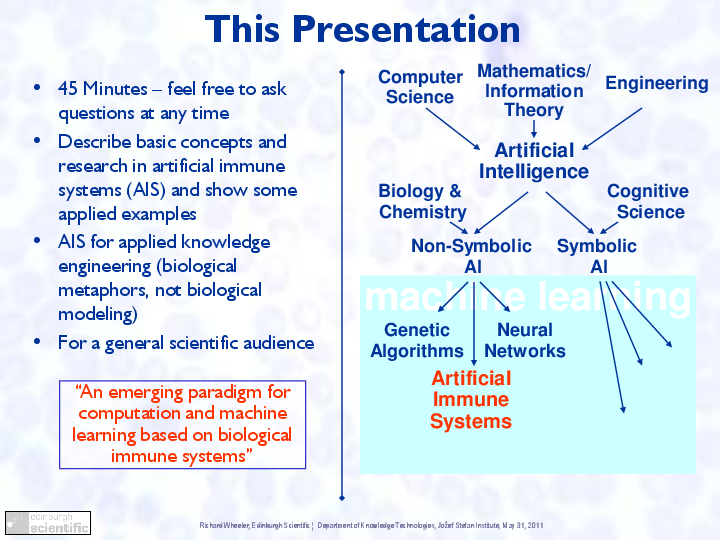 This Presentation
• 45 Minutes – feel free to ask
questions at any time
• Describe basic concepts and
research in artificial immune
systems (AIS) and show some
applied examples
• AIS for applied knowledge
engineering (biological
metaphors, not biological
modeling)
• For a general scientific audience
"An emerging paradigm for
computation and machine
learning based on biological
immune systems"
Computer
Science
Mathematics/
Information
Theory
Engineering
Artificial
Intelligence
Biology &
Chemistry
Cognitive
Science
Non-Symbolic
AI
Symbolic
AI
machine learning
Genetic
Algorithms
Neural
Networks
Artificial
Immune
Systems
edinburgh
scientific
Richard Wheeler, Edinburgh Scientific ¦ Department of Knowledge Technologies, Jožef Stefan Institute, May 31, 2011